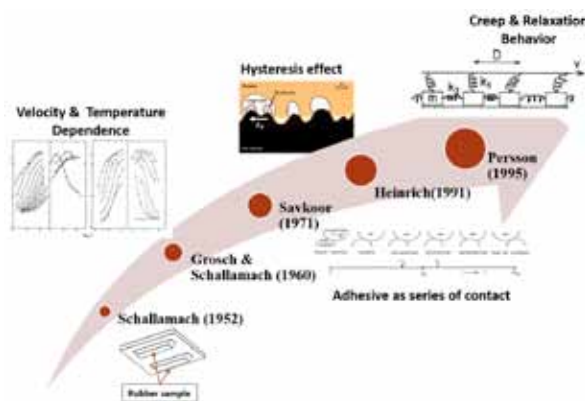 Creep & Relaxation
Behavior
D
Hysteresis effect
Velocity & Temperature
Dependence
Persson
(1995)
Heinrich(1991)
Savkoor
(1971)
Grosch &
Schallamach (1960)
Adhesive as series of contact
Schallamach (1952)
Rubber sample